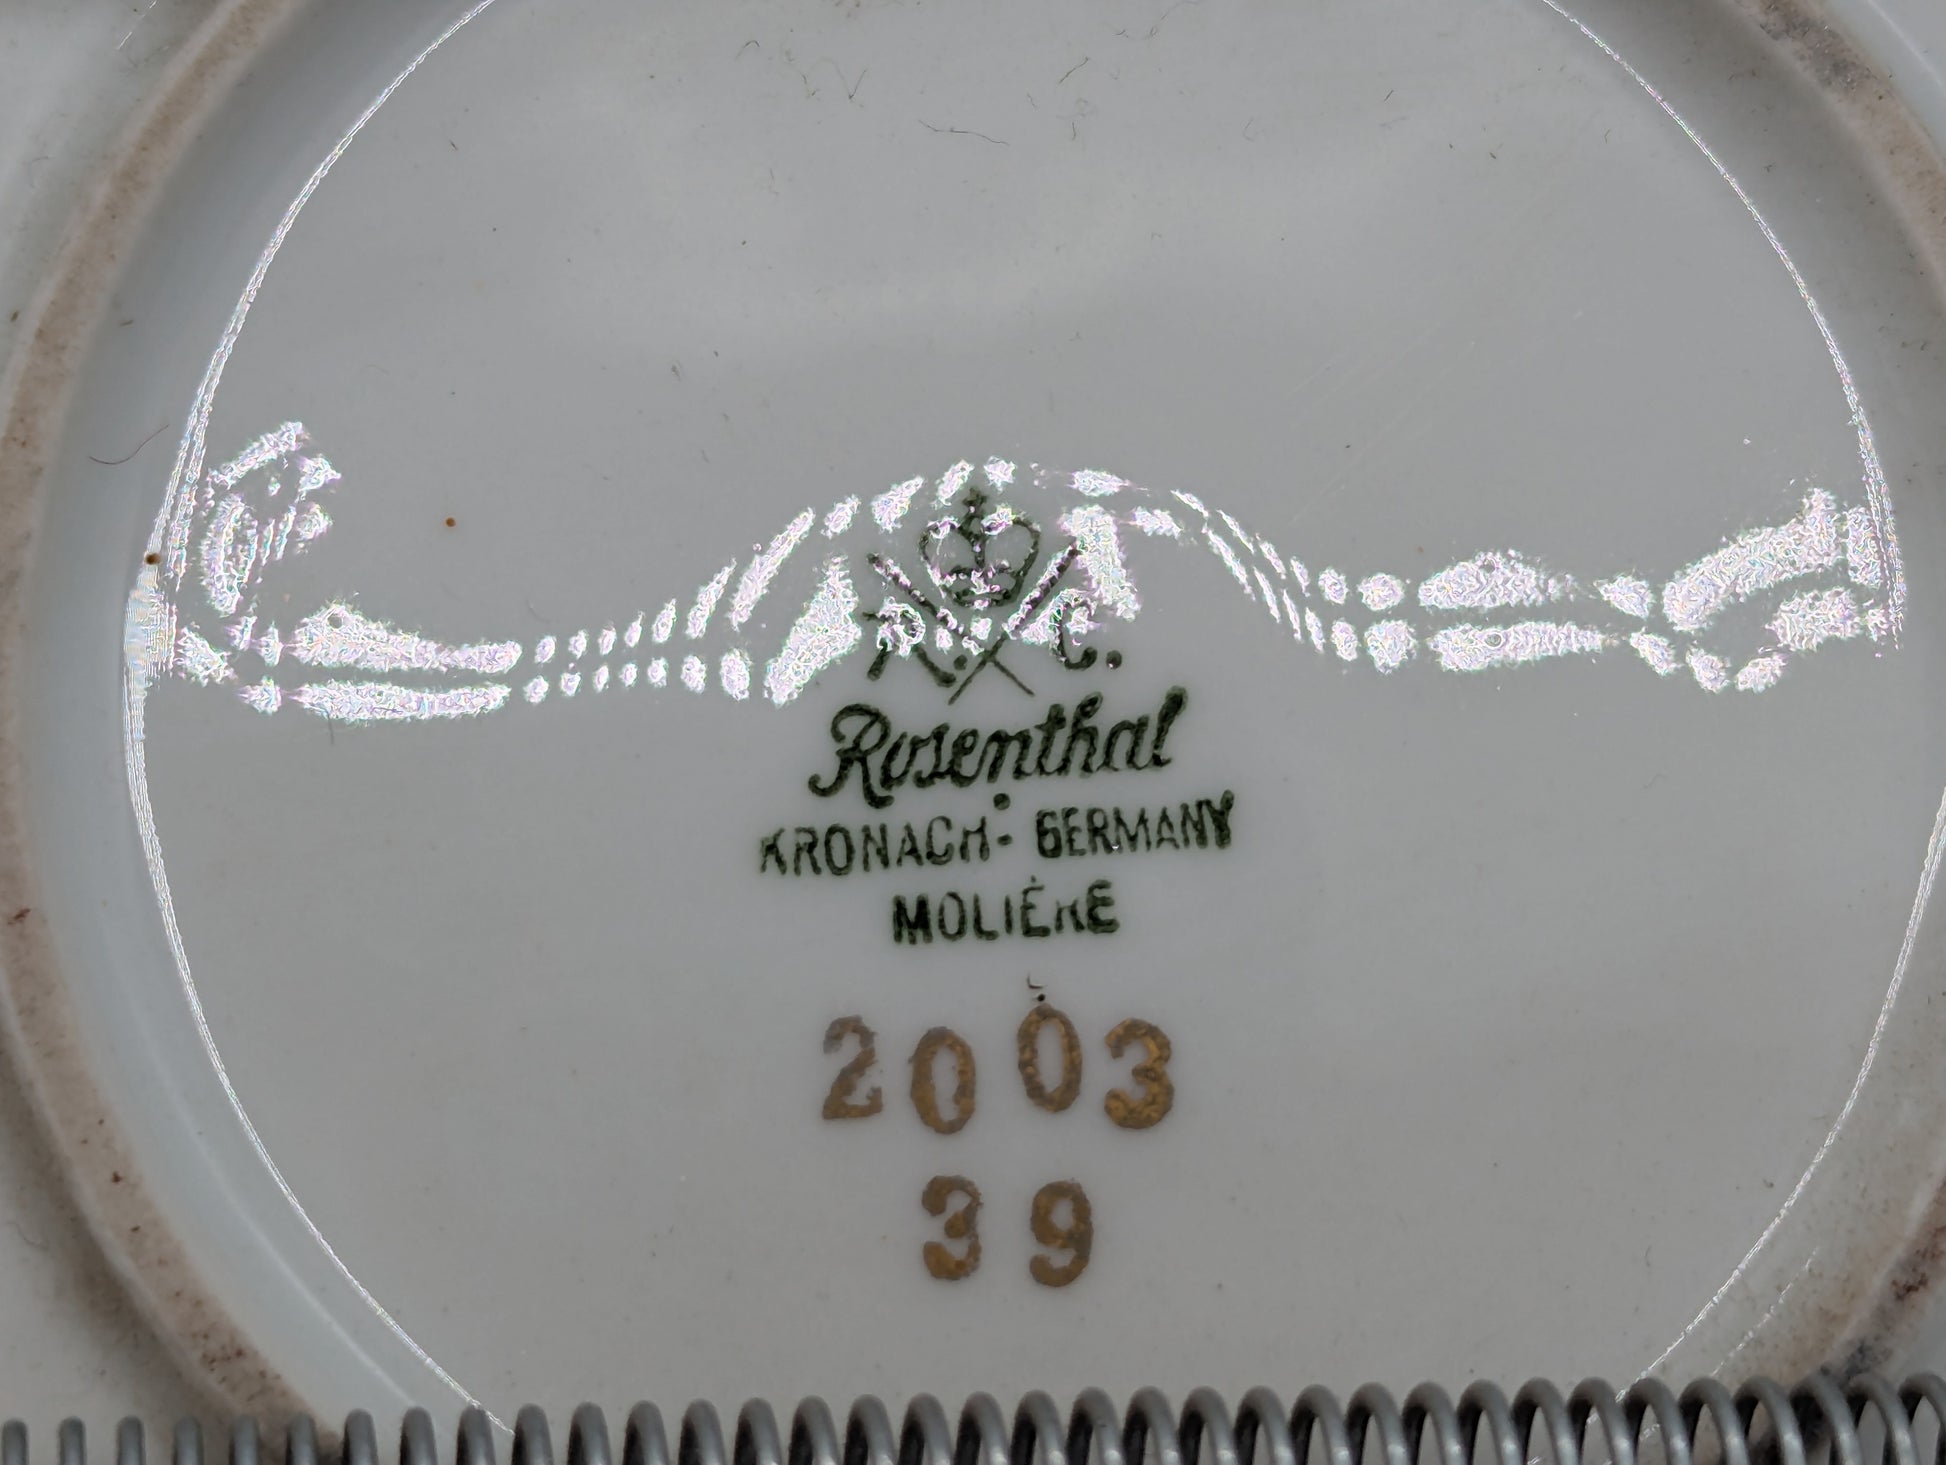 R. C.
Rosenthal
KRONACH - GERMANY
MOLIÈRE
2003
39